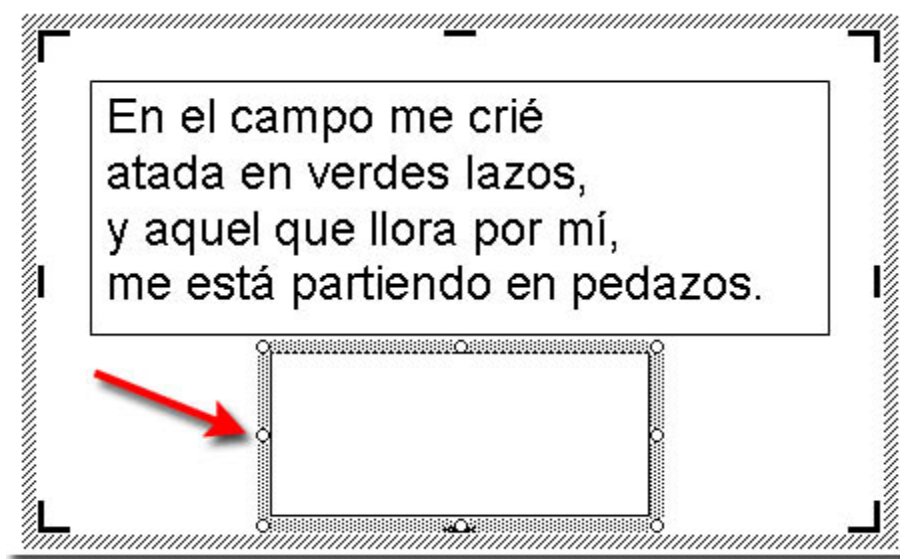 En el campo me crié
atada en verdes lazos,
y aquel que llora por mí,
me está partiendo en pedazos.